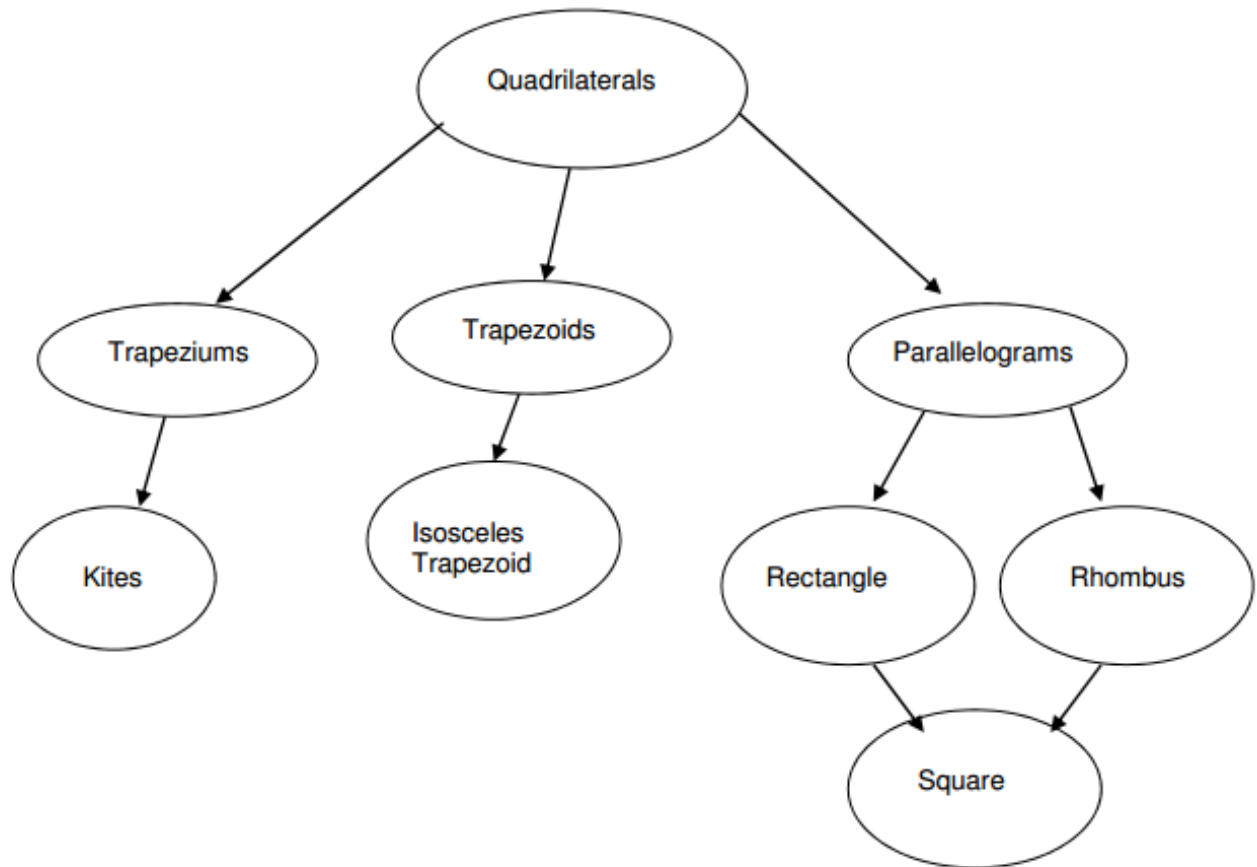 Quadrilaterals
Trapeziums
Trapezoids
Parallelograms
Kites
Isosceles
Trapezoid
Rectangle
Rhombus
Square